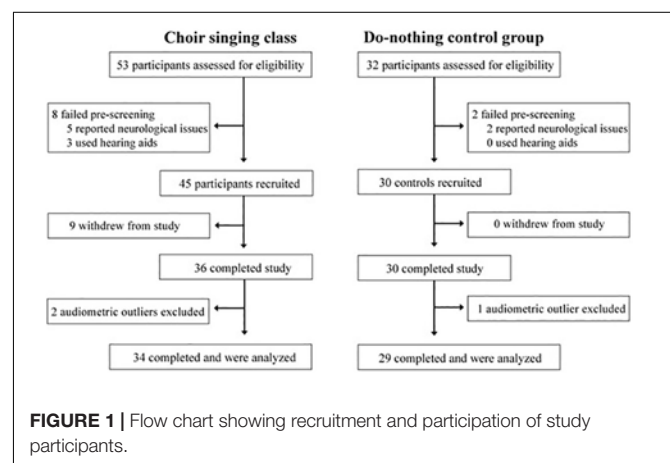 Choir singing class
53 participants assessed for eligibility
8 failed pre-screening
5 reported neurological issues
3 used hearing aids
45 participants recruited
9 withdrew from study
36 completed study
2 audiometric outliers excluded
34 completed and were analyzed
Do-nothing control group
32 participants assessed for eligibility
2 failed pre-screening
2 reported neurological issues
0 used hearing aids
30 controls recruited
0 withdrew from study
30 completed study
1 audiometric outlier excluded
29 completed and were analyzed
FIGURE 1 | Flow chart showing recruitment and participation of study
participants.